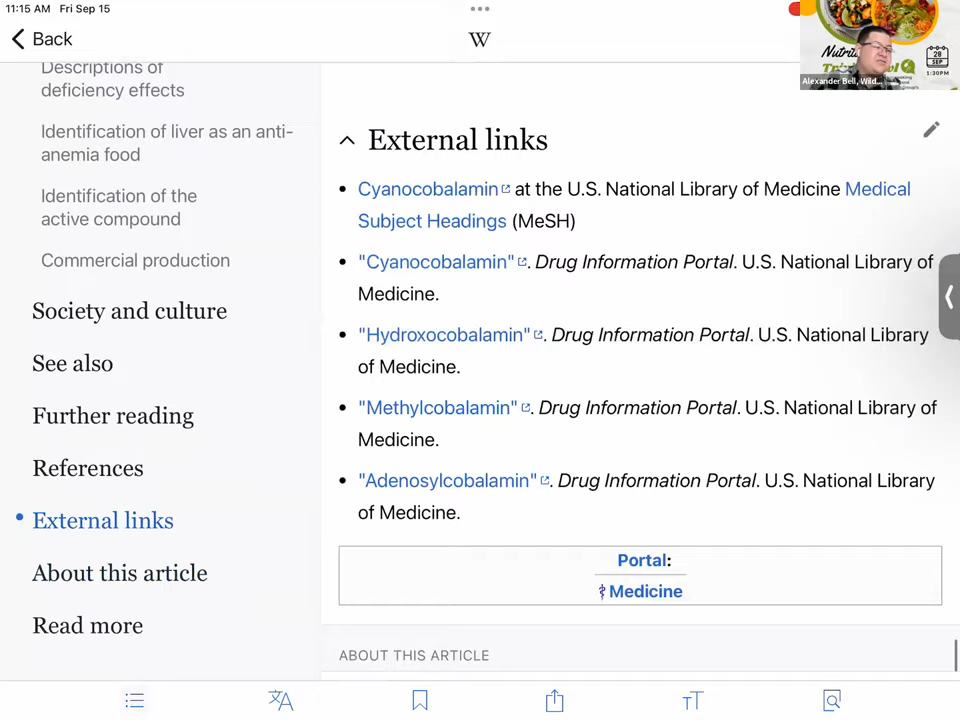 11:15 AM Fri Sep 15
Back
W
Nutrit
28
SEP
1:30PM
Alexander Bell, Wild...
Descriptions of
deficiency effects
Identification of liver as an anti-
anemia food
Identification of the
active compound
Commercial production
Society and culture
See also
Further reading
References
External links
About this article
Read more
External links
Cyanocobalamin at the U.S. National Library of Medicine Medical
Subject Headings (MeSH)
"Cyanocobalamin". Drug Information Portal. U.S. National Library of
Medicine.
"Hydroxocobalamin". Drug Information Portal. U.S. National Library
of Medicine.
"Methylcobalamin". Drug Information Portal. U.S. National Library of
Medicine.
"Adenosylcobalamin". Drug Information Portal. U.S. National Library
of Medicine.
Portal:
Medicine
ABOUT THIS ARTICLE